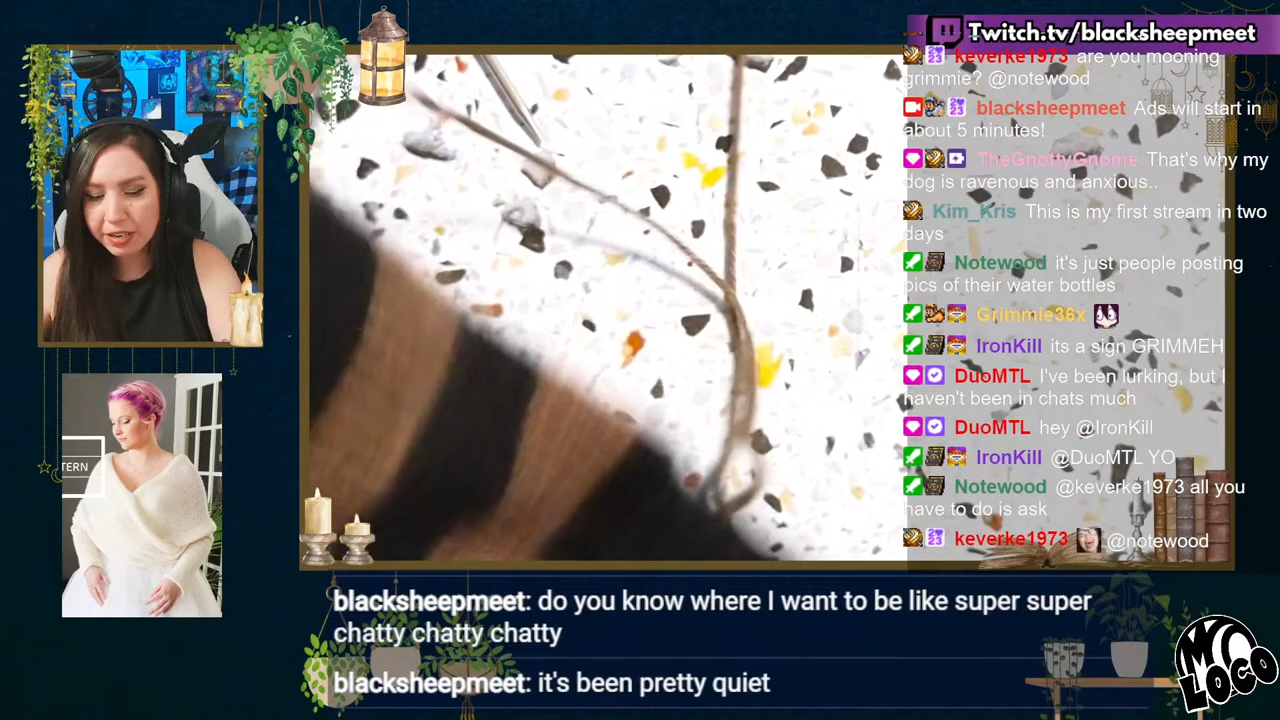 Twitch.tv/blacksheepmeet
keverke1973 are you mooning
grimmie? @notewood
blacksheepmeet Ads will start in
about 5 minutes!
TheGnottyGnome That's why my
dog is ravenous and anxious..
Kim_Kris This is my first stream in two
days
Notewood it's just people posting
pics of their water bottles
Grimmie36x
IronKill its a sign GRIMMEH
DuoMTL I've been lurking, but I
haven't been in chats much
DuoMTL hey @IronKill
IronKill @DuoMTL YO
Notewood @keverke1973 all you
have to do is ask
keverke1973 @notewood
TERN
blacksheepmeet: do you know where I want to be like super super
chatty chatty chatty
blacksheepmeet: it's been pretty quiet
MC
LOCO